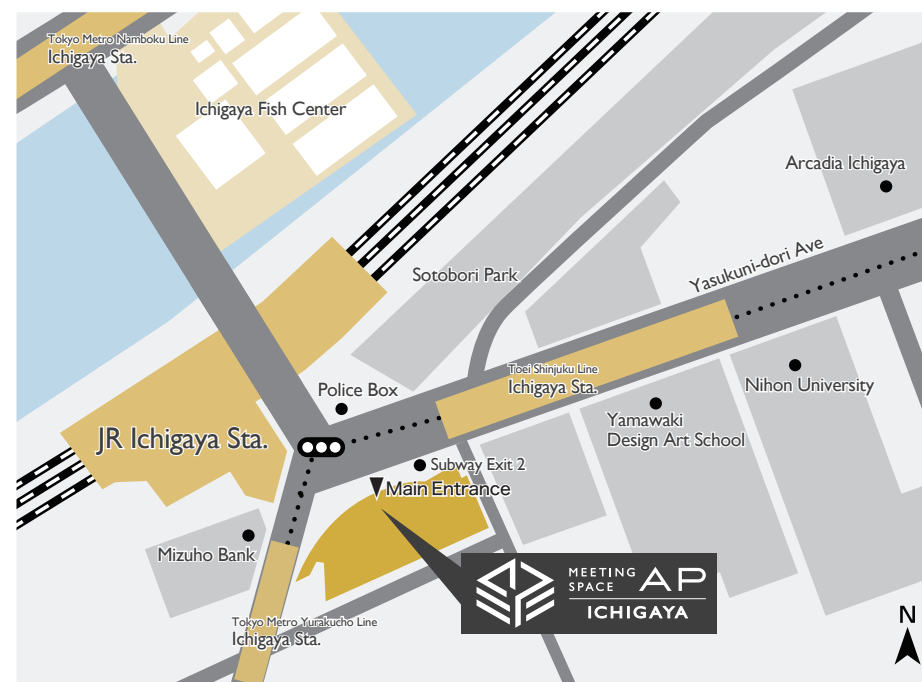 Tokyo Metro Namboku Line
Ichigaya Sta.
Ichigaya Fish Center
Arcadia Ichigaya
Yasukuni-dori Ave
Sotobori Park
Toei Shinjuku Line
Ichigaya Sta.
Nihon University
Police Box
Yamawaki
Design Art School
JR Ichigaya Sta.
Subway Exit 2
Main Entrance
Mizuho Bank
MEETING
SPACE AP
ICHIGAYA
N
Tokyo Metro Yurakucho Line
Ichigaya Sta.